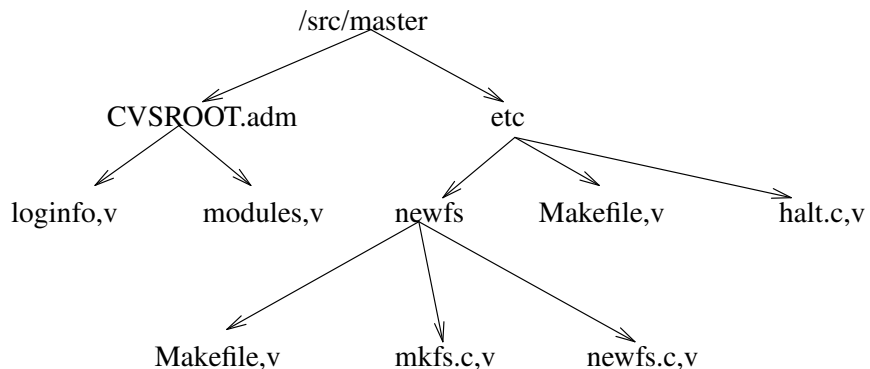 /src/master
CVSROOT.adm etc
loginfo,v modules,v newfs Makefile,v halt.c,v
Makefile,v mkfs.c,v newfs.c,v